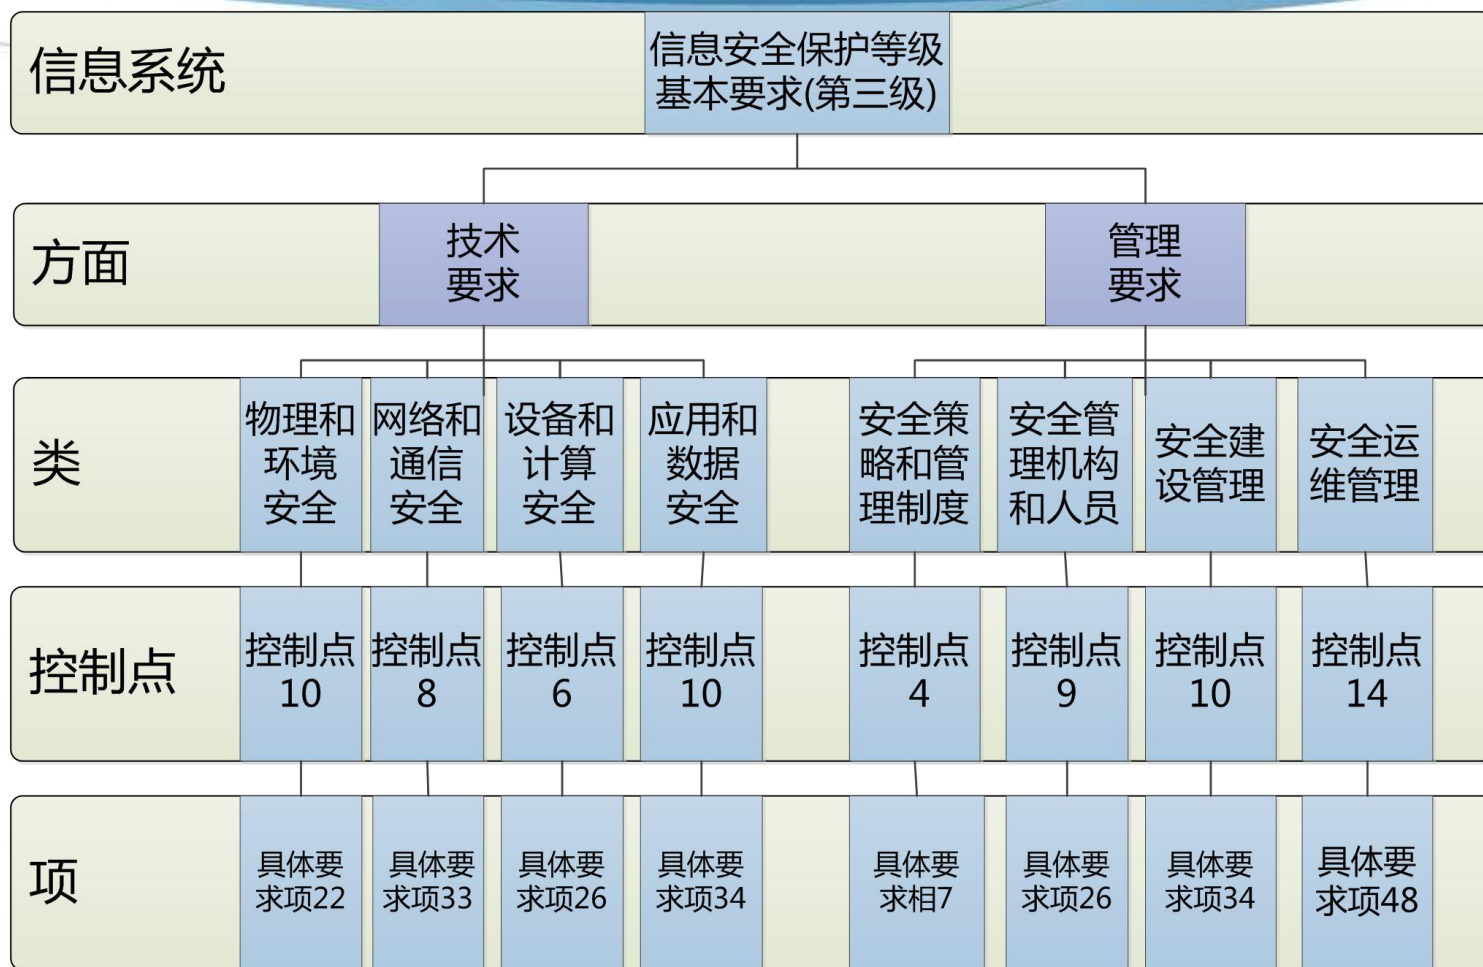 信息系统
信息安全保护等级
基本要求(第三级)
方面
技术
要求
管理
要求
类
物理和
环境
安全
网络和
通信
安全
设备和
计算
安全
应用和
数据
安全
安全策
略和管
理制度
安全管
理机构
和人员
安全建
设管理
安全运
维管理
控制点
控制点
10
控制点
8
控制点
6
控制点
10
控制点
4
控制点
9
控制点
10
控制点
14
项
具体要
求项22
具体要
求项33
具体要
求项26
具体要
求项34
具体要
求相7
具体要
求项26
具体要
求项34
具体要
求项48